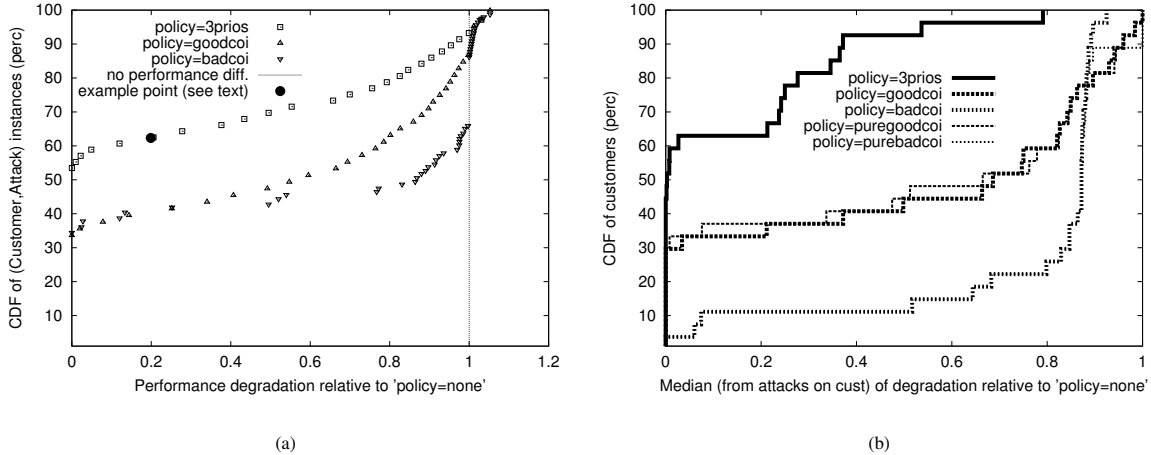 CDF of (Customer,Attack) instances (perc)
100
90
80
70
60
50
40
30
20
10
policy=3prios
policy=goodcoi
policy=badcoi
no performance diff.
example point (see text)
0 0.2 0.4 0.6 0.8 1 1.2
Performance degradation relative to 'policy=none'
(a)
CDF of customers (perc)
100
90
80
70
60
50
40
30
20
10
policy=3prios
policy=goodcoi
policy=badcoi
policy=puregoodcoi
policy=purebadcoi
0 0.2 0.4 0.6 0.8 1
Median (from attacks on cust) of degradation relative to 'policy=none'
(b)